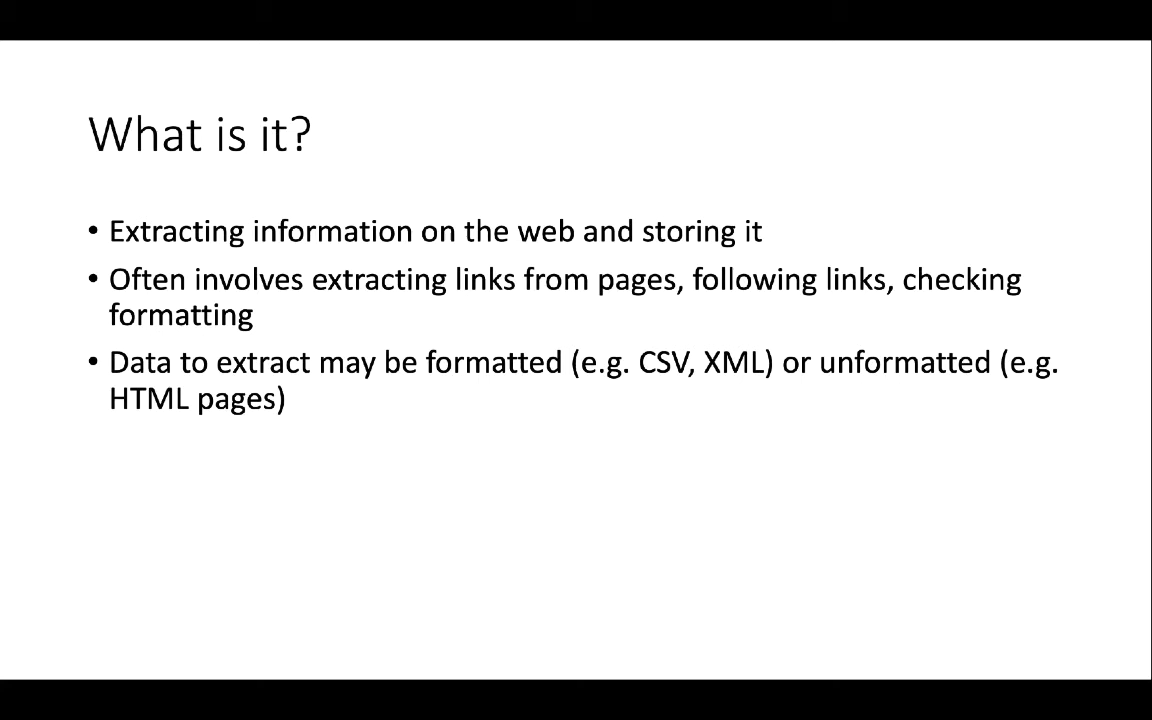 What is it?
• Extracting information on the web and storing it
• Often involves extracting links from pages, following links, checking
formatting
• Data to extract may be formatted (e.g. CSV, XML) or unformatted (e.g.
HTML pages)